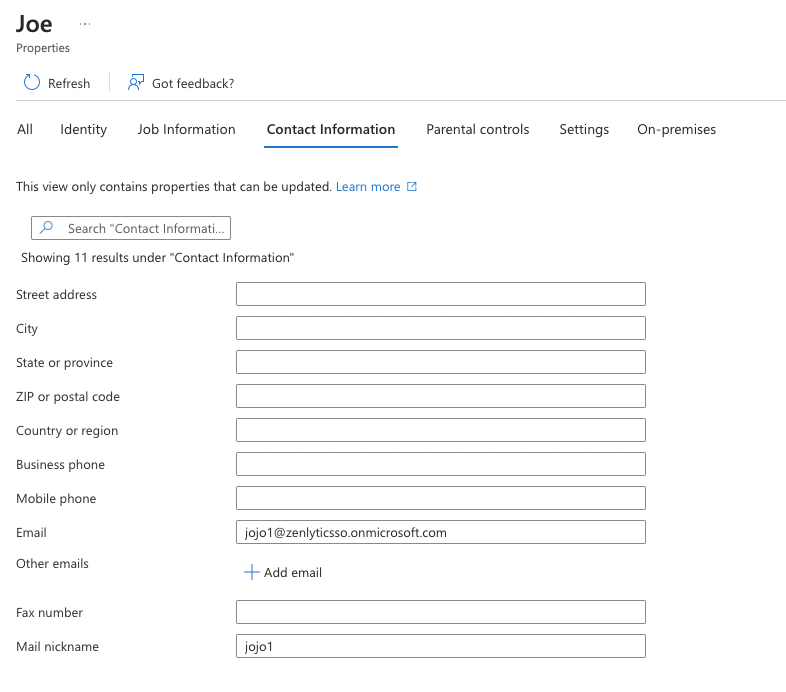 Joe ...
Properties
Refresh Got feedback?
All Identity Job Information Contact Information Parental controls Settings On-premises
This view only contains properties that can be updated. Learn more
Search "Contact Informati...
Showing 11 results under "Contact Information"
Street address
City
State or province
ZIP or postal code
Country or region
Business phone
Mobile phone
Email jojo1@zenlyticsso.onmicrosoft.com
Other emails
Add email
Fax number
Mail nickname jojo1